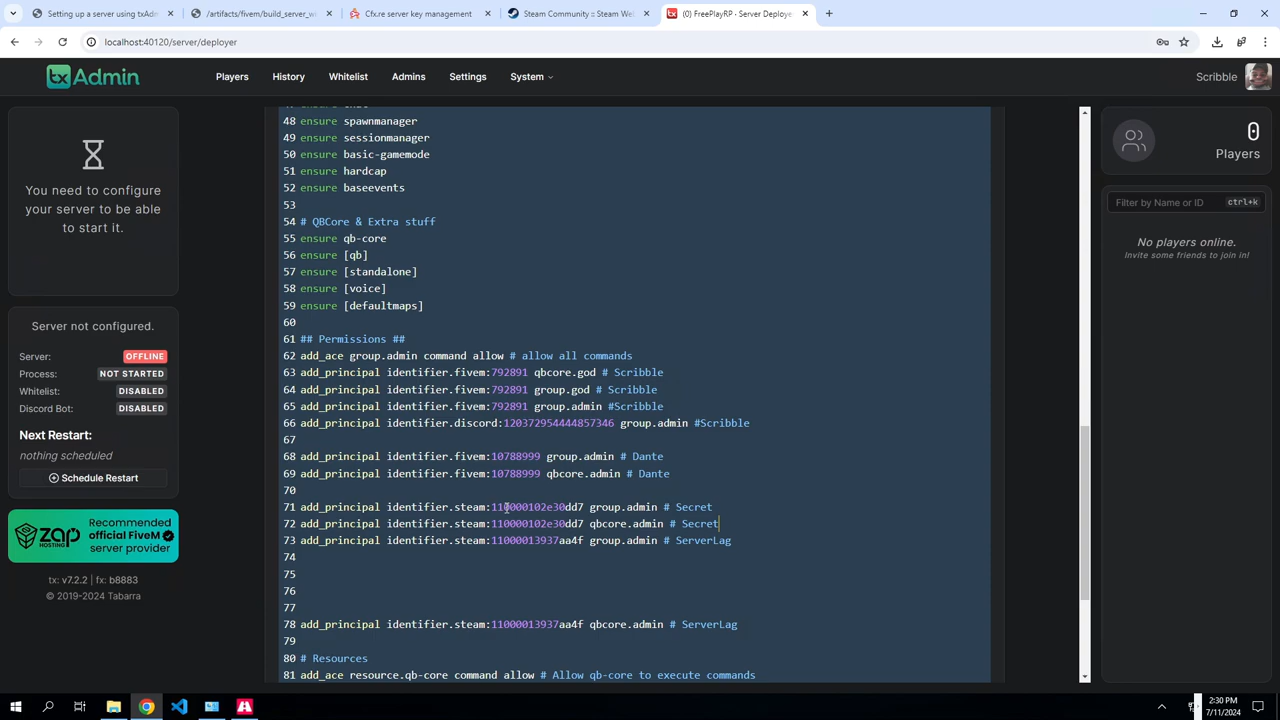 Setting up a server using txAdm
/artifacts/fivem/build_server_wi
Cfx.re server key management
Steam Community :: Steam Wel
(0) FreePlayRP · Server Deploye
localhost:40120/server/deployer
tx Admin
Players
History
Whitelist
Admins
Settings
System
Scribble
You need to configure
your server to be able
to start it.
Server not configured.
Server: OFFLINE
Process: NOT STARTED
Whitelist: DISABLED
Discord Bot: DISABLED
Next Restart:
nothing scheduled
Schedule Restart
ZAP HOSTING
Recommended
official FiveM
server provider
tx: v7.2.2 | fx: b8883
© 2019-2024 Tabarra
48 ensure spawnmanager
49 ensure sessionmanager
50 ensure basic-gamemode
51 ensure hardcap
52 ensure baseevents
53
54 # QBCore & Extra stuff
55 ensure qb-core
56 ensure [qb]
57 ensure [standalone]
58 ensure [voice]
59 ensure [defaultmaps]
60
61 ## Permissions ##
62 add_ace group.admin command allow # allow all commands
63 add_principal identifier.fivem:792891 qbcore.god # Scribble
64 add_principal identifier.fivem:792891 group.god # Scribble
65 add_principal identifier.fivem:792891 group.admin #Scribble
66 add_principal identifier.discord:120372954444857346 group.admin #Scribble
67
68 add_principal identifier.fivem:10788999 group.admin # Dante
69 add_principal identifier.fivem:10788999 qbcore.admin # Dante
70
71 add_principal identifier.steam:110000102e30dd7 group.admin # Secret
72 add_principal identifier.steam:110000102e30dd7 qbcore.admin # Secret
73 add_principal identifier.steam:11000013937aa4f group.admin # ServerLag
74
75
76
77
78 add_principal identifier.steam:11000013937aa4f qbcore.admin # ServerLag
79
80 # Resources
81 add_ace resource.qb-core command allow # Allow qb-core to execute commands
0
Players
Filter by Name or ID
ctrl+k
No players online.
Invite some friends to join in!
2:30 PM
7/11/2024